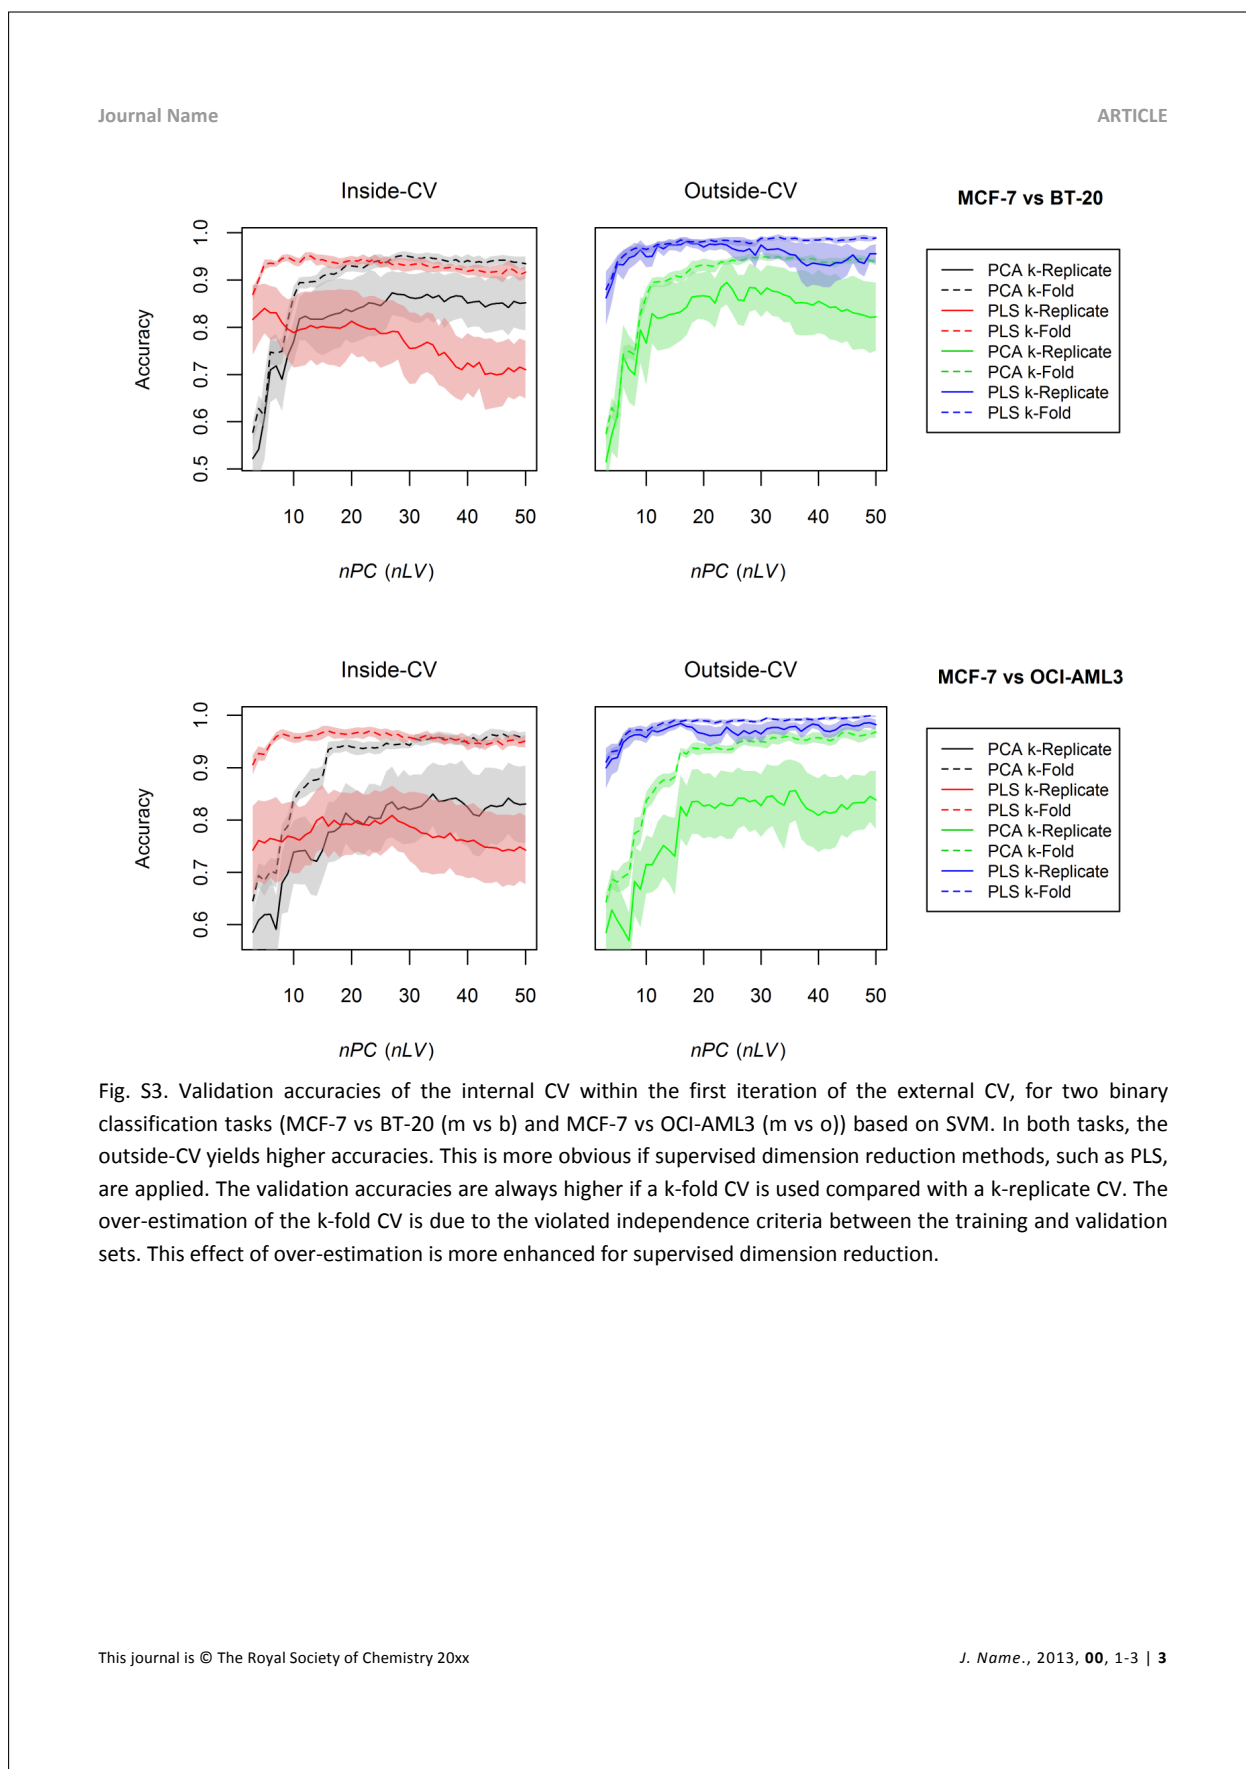 Journal Name
ARTICLE
Inside-CV
Outside-CV
MCF-7 vs BT-20
Accuracy
0.5 0.6 0.7 0.8 0.9 1.0
10 20 30 40 50
10 20 30 40 50
nPC (nLV)
nPC (nLV)
PCA k-Replicate
PCA k-Fold
PLS k-Replicate
PLS k-Fold
PCA k-Replicate
PCA k-Fold
PLS k-Replicate
PLS k-Fold
Inside-CV
Outside-CV
MCF-7 vs OCI-AML3
Accuracy
0.6 0.7 0.8 0.9 1.0
10 20 30 40 50
10 20 30 40 50
nPC (nLV)
nPC (nLV)
PCA k-Replicate
PCA k-Fold
PLS k-Replicate
PLS k-Fold
PCA k-Replicate
PCA k-Fold
PLS k-Replicate
PLS k-Fold
Fig. S3. Validation accuracies of the internal CV within the first iteration of the external CV, for two binary
classification tasks (MCF-7 vs BT-20 (m vs b) and MCF-7 vs OCI-AML3 (m vs o)) based on SVM. In both tasks, the
outside-CV yields higher accuracies. This is more obvious if supervised dimension reduction methods, such as PLS,
are applied. The validation accuracies are always higher if a k-fold CV is used compared with a k-replicate CV. The
over-estimation of the k-fold CV is due to the violated independence criteria between the training and validation
sets. This effect of over-estimation is more enhanced for supervised dimension reduction.
This journal is © The Royal Society of Chemistry 20xx
J. Name., 2013, 00, 1-3 | 3